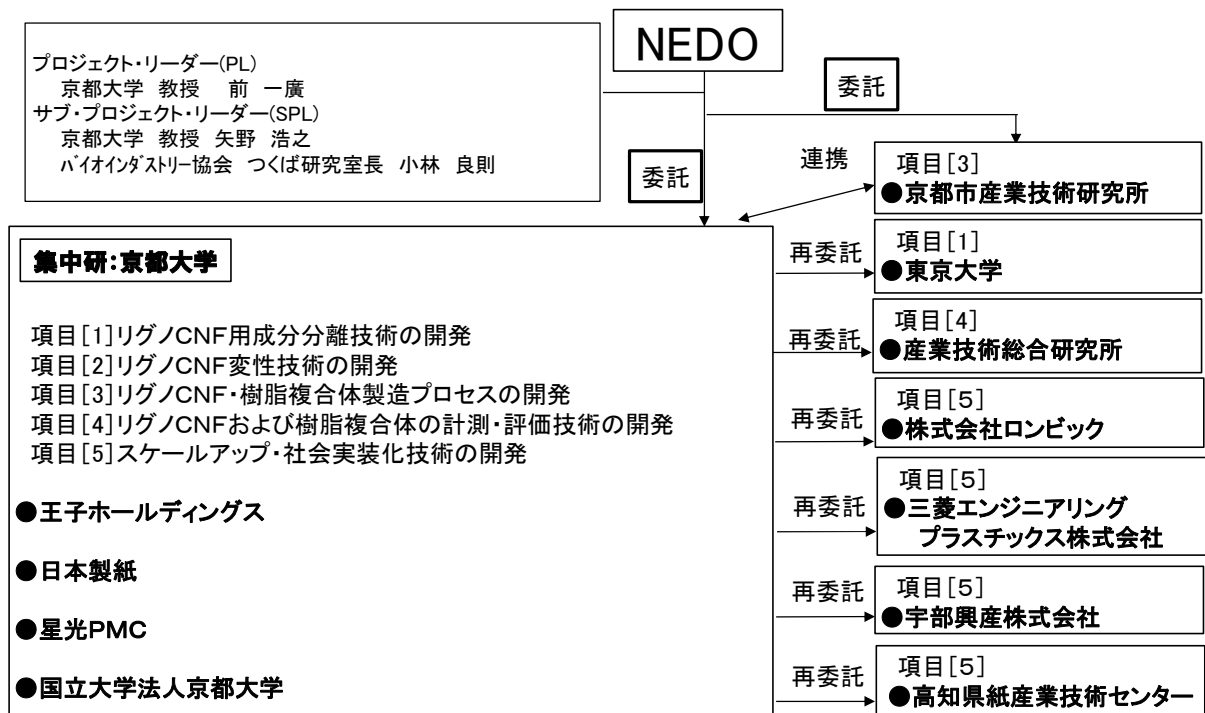 NEDO
プロジェクト・リーダー(PL)
京都大学 教授 前 一廣
サブ・プロジェクト・リーダー(SPL)
京都大学 教授 矢野 浩之
バイオインダストリー協会 つくば研究室長 小林 良則
委託
委託
連携
項目[3]
●京都市産業技術研究所
集中研:京都大学
項目[1]リグノCNF用成分分離技術の開発
項目[2]リグノCNF変性技術の開発
項目[3]リグノCNF・樹脂複合体製造プロセスの開発
項目[4]リグノCNFおよび樹脂複合体の計測・評価技術の開発
項目[5]スケールアップ・社会実装化技術の開発
●王子ホールディングス
●日本製紙
●星光PMC
●国立大学法人京都大学
再委託
項目[1]
●東京大学
再委託
項目[4]
●産業技術総合研究所
再委託
項目[5]
●株式会社ロンビック
再委託
項目[5]
●三菱エンジニアリング
プラスチックス株式会社
再委託
項目[5]
●宇部興産株式会社
再委託
項目[5]
●高知県紙産業技術センター